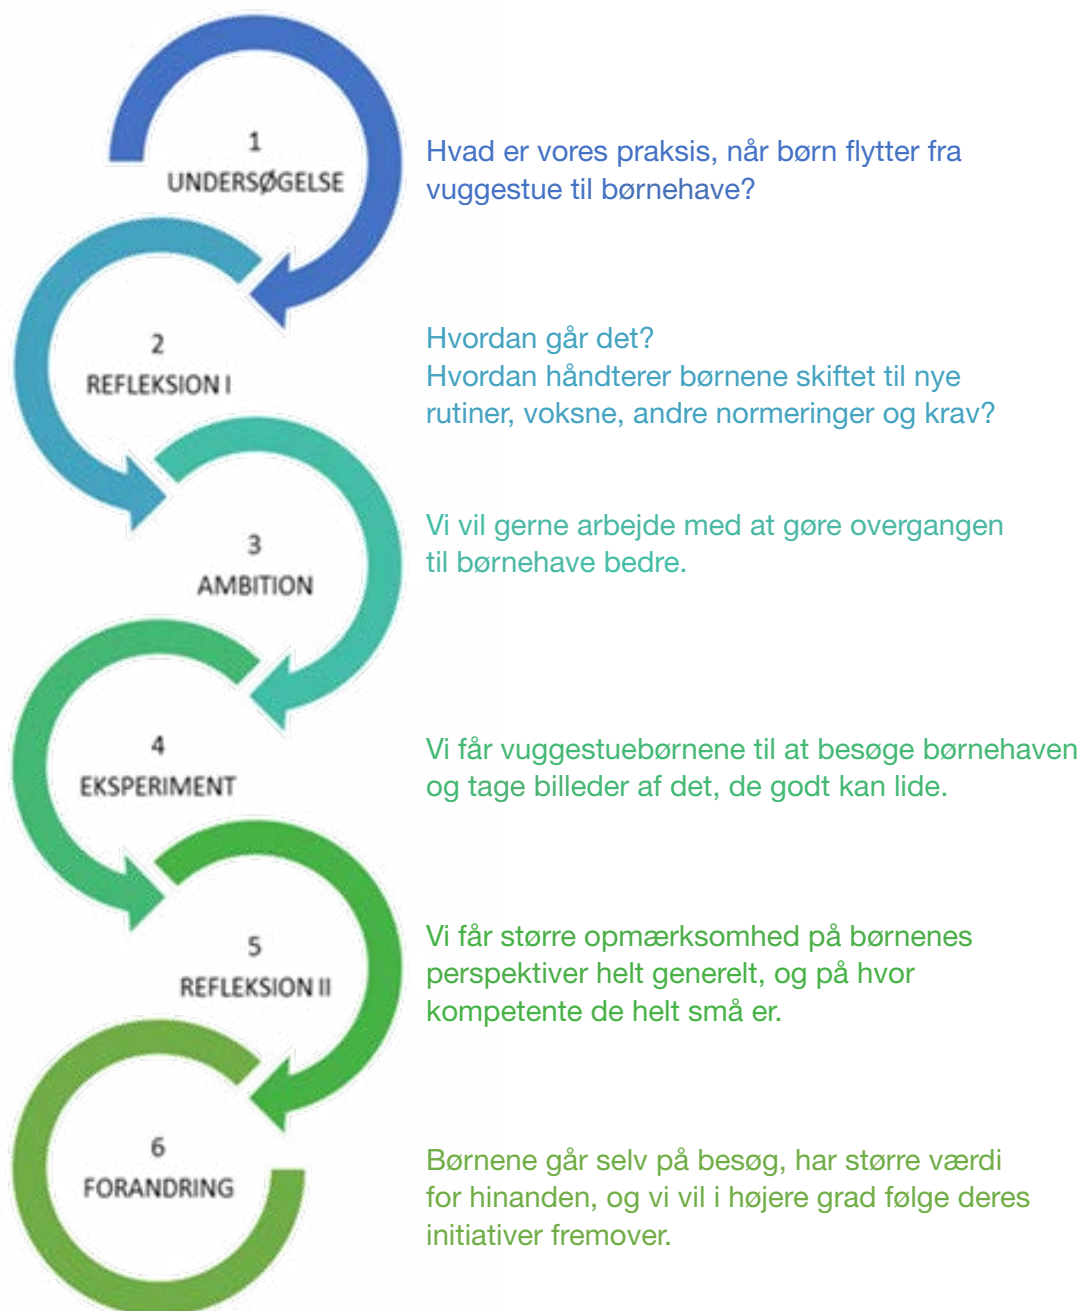 1
UNDERSØGELSE
Hvad er vores praksis, når børn flytter fra
vuggestue til børnehave?
2
REFLEKSION I
Hvordan går det?
Hvordan håndterer børnene skiftet til nye
rutiner, voksne, andre normeringer og krav?
3
AMBITION
Vi vil gerne arbejde med at gøre overgangen
til børnehave bedre.
4
EKSPERIMENT
Vi får vuggestuebørnene til at besøge børnehaven
og tage billeder af det, de godt kan lide.
5
REFLEKSION II
Vi får større opmærksomhed på børnenes
perspektiver helt generelt, og på hvor
kompetente de helt små er.
6
FORANDRING
Børnene går selv på besøg, har større værdi
for hinanden, og vi vil i højere grad følge deres
initiativer fremover.